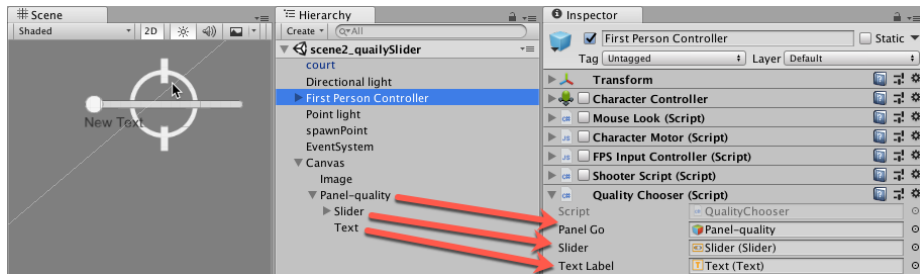 Scene
Shaded
2D
New Text
Hierarchy
Create
All
scene2_quailySlider
court
Directional light
First Person Controller
Point light
spawnPoint
EventSystem
Canvas
Image
Panel-quality
Slider
Text
Inspector
First Person Controller
Static
Tag Untagged Layer Default
Transform
Character Controller
Mouse Look (Script)
Character Motor (Script)
FPS Input Controller (Script)
Shooter Script (Script)
Quality Chooser (Script)
Script QualityChooser
Panel Go Panel-quality
Slider Slider (Slider)
Text Label Text (Text)